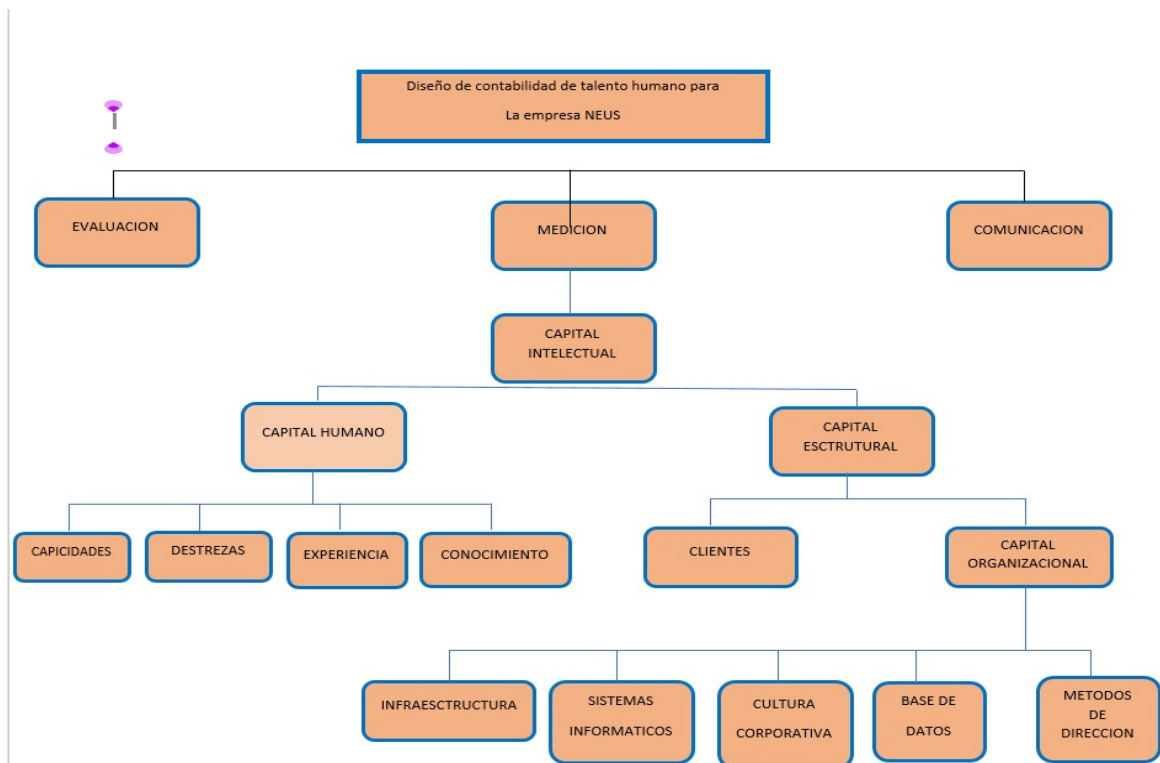 Diseño de contabilidad de talento humano para
La empresa NEUS
EVALUACION
MEDICION
COMUNICACION
CAPITAL
INTELECTUAL
CAPITAL HUMANO
CAPITAL
ESCTRUTURAL
CAPICIDADES
DESTREZAS
EXPERIENCIA
CONOCIMIENTO
CLIENTES
CAPITAL
ORGANIZACIONAL
INFRAESCTRUCTURA
SISTEMAS
INFORMATICOS
CULTURA
CORPORATIVA
BASE DE
DATOS
METODOS
DE
DIRECCION